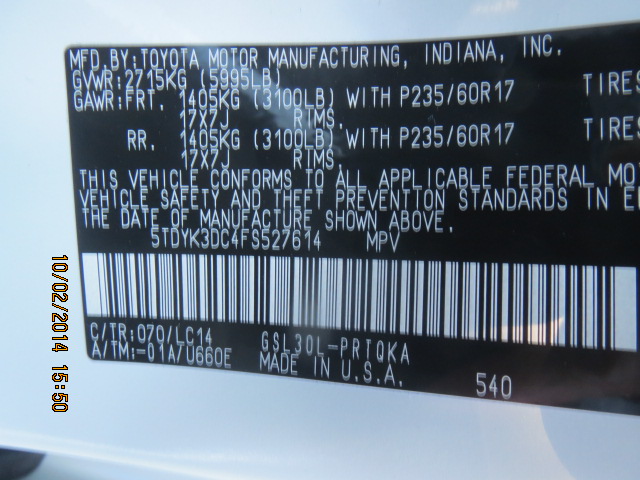 MFD. BY: TOYOTA MOTOR MANUFACTURING, INDIANA, INC.
GVWR: 2715KG (5995LB)
GAWR: FRT. 1405KG (3100LB) WITH P235/60R17 TIRES
17X7J RIMS,
RR. 1405KG (3100LB) WITH P235/60R17 TIRES
17X7J RIMS
THIS VEHICLE CONFORMS TO ALL APPLICABLE FEDERAL MO
VEHICLE SAFETY AND THEFT PREVENTION STANDARDS IN E
THE DATE OF MANUFACTURE SHOWN ABOVE.
5TDYK3DC4FS527614 MPV
C/TR: 070/LC14 GSL30L-PRTQKA
A/TM:-01A/U660E MADE IN U.S.A. 540
10/02/2014 15:50